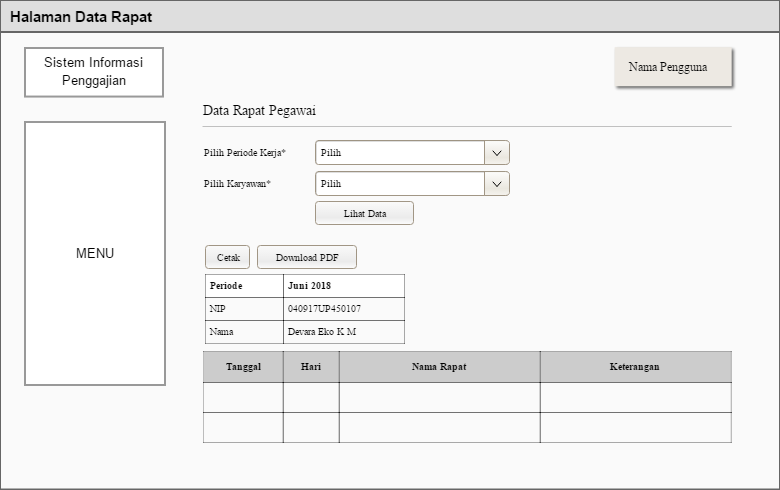 Halaman Data Rapat
Sistem Informasi
Penggajian
Nama Pengguna
MENU
Data Rapat Pegawai
Pilih Periode Kerja* Pilih
Pilih Karyawan* Pilih
Lihat Data
Cetak Download PDF
Periode Juni 2018
NIP 040917UP450107
Nama Devara Eko K M
Tanggal Hari Nama Rapat Keterangan